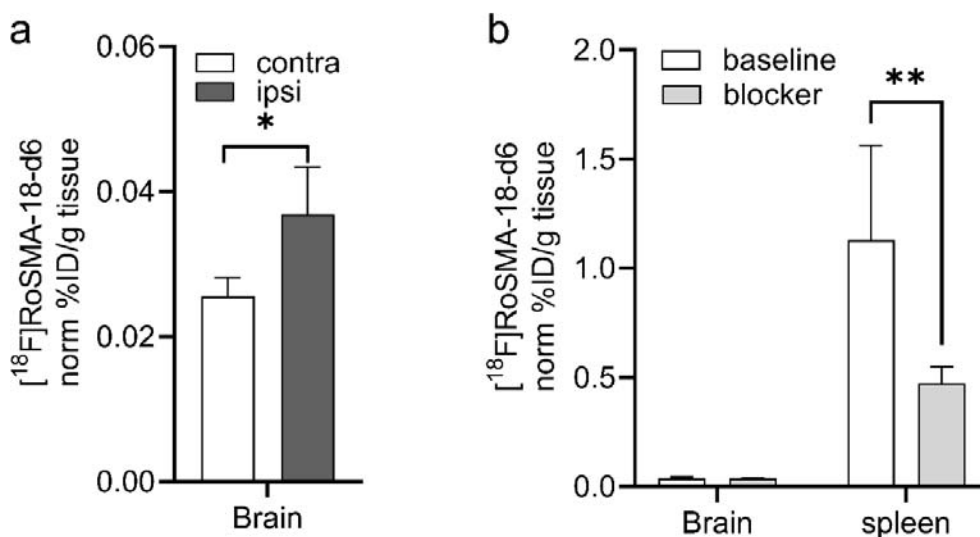 a
[¹⁸F]RoSMA-18-d6
norm %ID/g tissue
0.06
0.04
0.02
0.00
contra
ipsi
*
Brain
b
[¹⁸F]RoSMA-18-d6
norm %ID/g tissue
2.0
1.5
1.0
0.5
0.0
baseline
blocker
**
Brain spleen